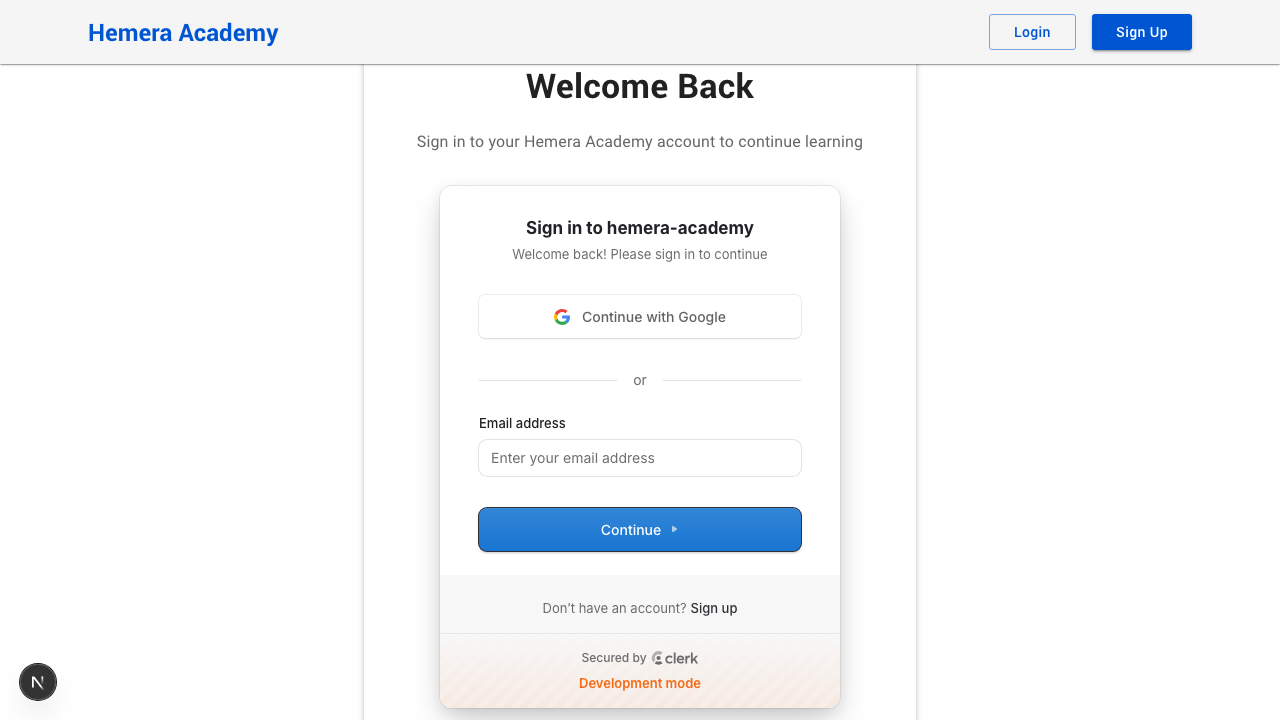 Hemera Academy
Login
Sign Up
Welcome Back
Sign in to your Hemera Academy account to continue learning
Sign in to hemera-academy
Welcome back! Please sign in to continue
Continue with Google
or
Email address
Enter your email address
Continue
Don't have an account? Sign up
Secured by clerk
Development mode
N